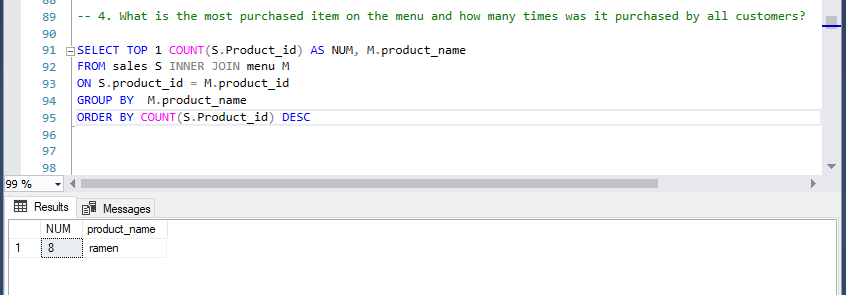 89 -- 4. What is the most purchased item on the menu and how many times was it purchased by all customers?
90
91 SELECT TOP 1 COUNT(S.Product_id) AS NUM, M.product_name
92 FROM sales S INNER JOIN menu M
93 ON S.product_id = M.product_id
94 GROUP BY  M.product_name
95 ORDER BY COUNT(S.Product_id) DESC
96
97
98
99 %
Results Messages
NUM product_name
1 8 ramen